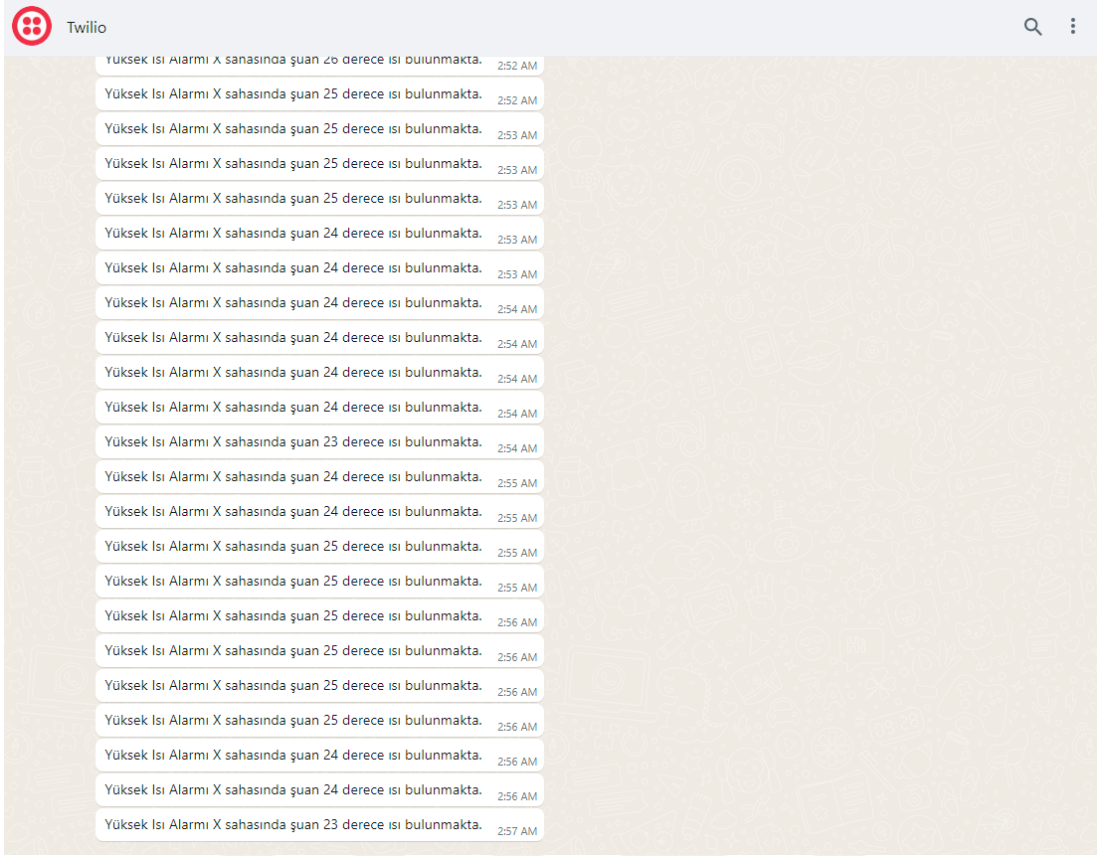 Twilio
Yüksek Isı Alarmı X sahasında şuan 26 derece ısı bulunmakta. 2:52 AM
Yüksek Isı Alarmı X sahasında şuan 25 derece ısı bulunmakta. 2:52 AM
Yüksek Isı Alarmı X sahasında şuan 25 derece ısı bulunmakta. 2:53 AM
Yüksek Isı Alarmı X sahasında şuan 25 derece ısı bulunmakta. 2:53 AM
Yüksek Isı Alarmı X sahasında şuan 25 derece ısı bulunmakta. 2:53 AM
Yüksek Isı Alarmı X sahasında şuan 24 derece ısı bulunmakta. 2:53 AM
Yüksek Isı Alarmı X sahasında şuan 24 derece ısı bulunmakta. 2:53 AM
Yüksek Isı Alarmı X sahasında şuan 24 derece ısı bulunmakta. 2:54 AM
Yüksek Isı Alarmı X sahasında şuan 24 derece ısı bulunmakta. 2:54 AM
Yüksek Isı Alarmı X sahasında şuan 24 derece ısı bulunmakta. 2:54 AM
Yüksek Isı Alarmı X sahasında şuan 24 derece ısı bulunmakta. 2:54 AM
Yüksek Isı Alarmı X sahasında şuan 23 derece ısı bulunmakta. 2:54 AM
Yüksek Isı Alarmı X sahasında şuan 24 derece ısı bulunmakta. 2:55 AM
Yüksek Isı Alarmı X sahasında şuan 24 derece ısı bulunmakta. 2:55 AM
Yüksek Isı Alarmı X sahasında şuan 25 derece ısı bulunmakta. 2:55 AM
Yüksek Isı Alarmı X sahasında şuan 25 derece ısı bulunmakta. 2:55 AM
Yüksek Isı Alarmı X sahasında şuan 25 derece ısı bulunmakta. 2:56 AM
Yüksek Isı Alarmı X sahasında şuan 25 derece ısı bulunmakta. 2:56 AM
Yüksek Isı Alarmı X sahasında şuan 25 derece ısı bulunmakta. 2:56 AM
Yüksek Isı Alarmı X sahasında şuan 25 derece ısı bulunmakta. 2:56 AM
Yüksek Isı Alarmı X sahasında şuan 24 derece ısı bulunmakta. 2:56 AM
Yüksek Isı Alarmı X sahasında şuan 24 derece ısı bulunmakta. 2:56 AM
Yüksek Isı Alarmı X sahasında şuan 23 derece ısı bulunmakta. 2:57 AM